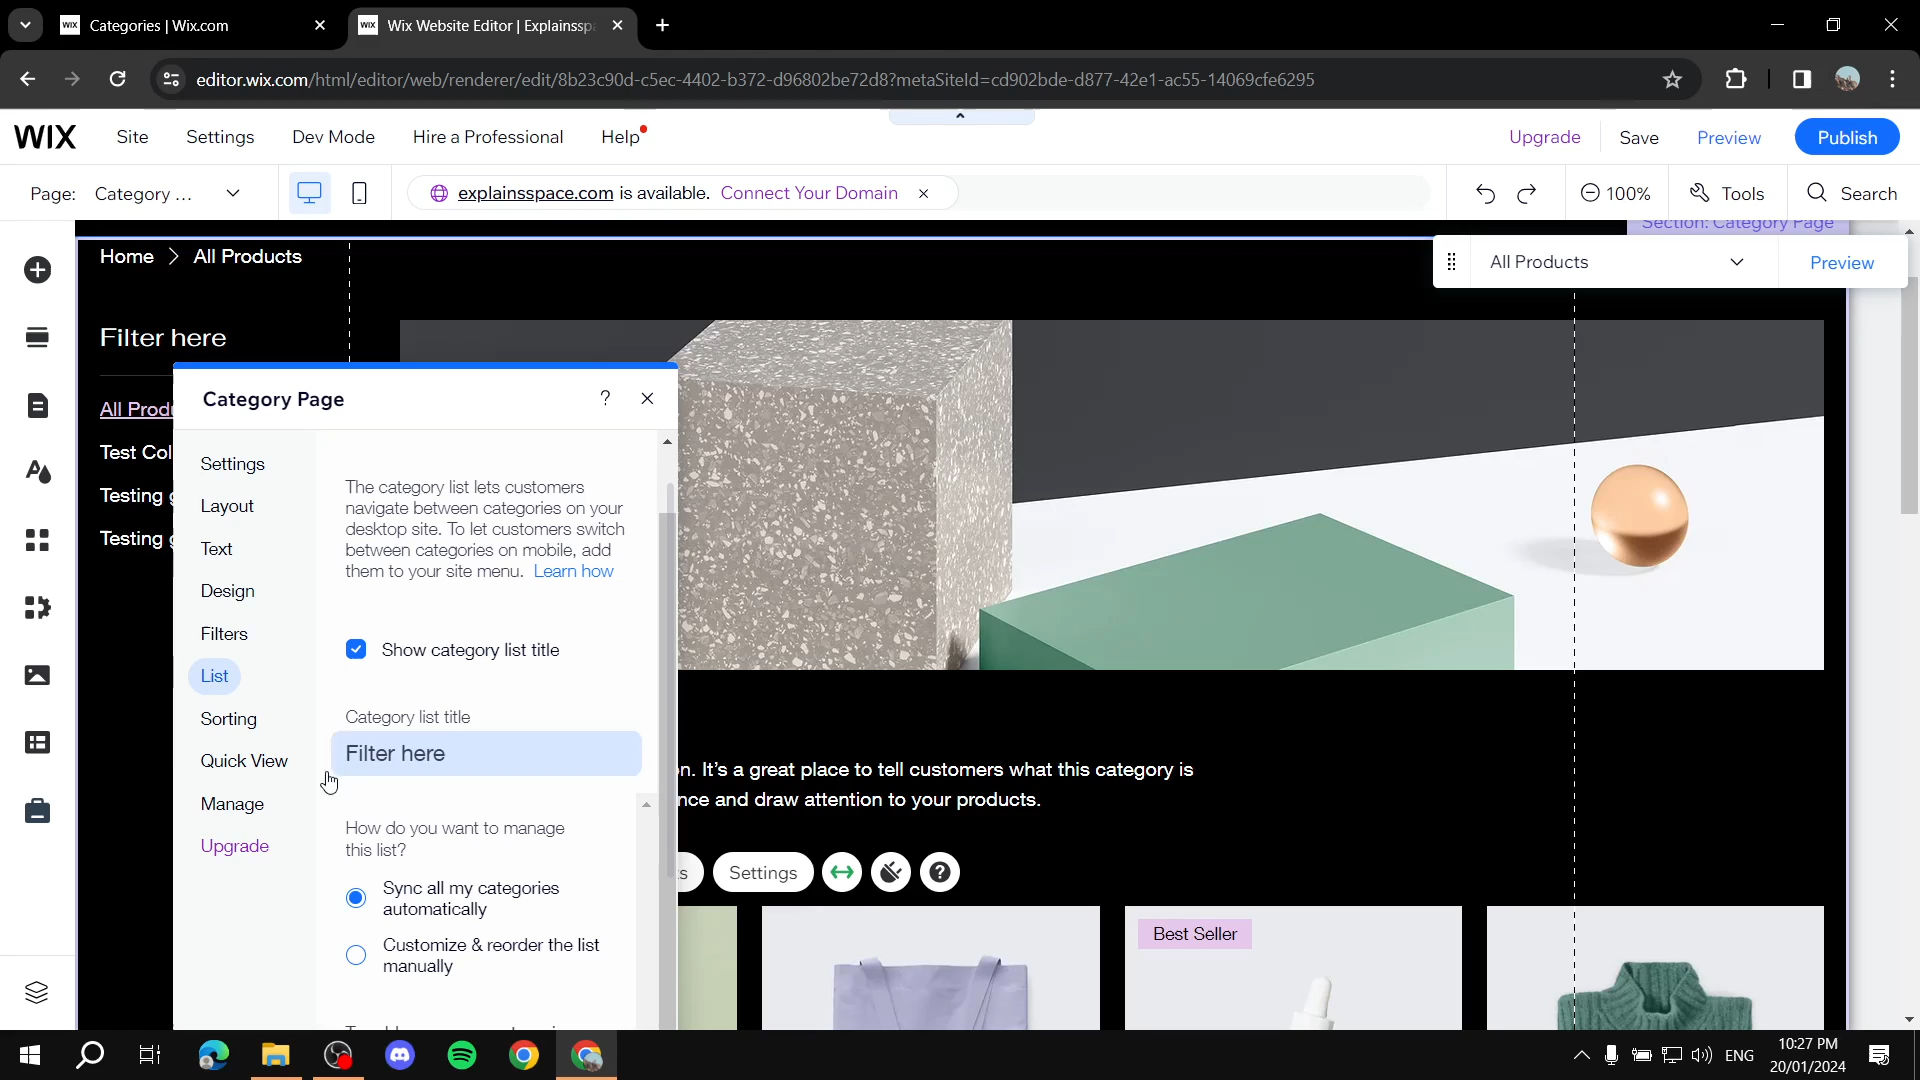 WIX Categories | Wix.com
WIX Wix Website Editor | Explainssp
editor.wix.com/html/editor/web/renderer/edit/8b23c90d-c5ec-4402-b372-d96802be72d8?metaSiteId=cd902bde-d877-42e1-ac55-14069cfe6295
WIX Site Settings Dev Mode Hire a Professional Help Upgrade Save Preview Publish
Page: Category ... explainsspace.com is available. Connect Your Domain 100% Tools Search
Section: Category Page
Home > All Products
All Products Preview
Filter here
All Produ
Test Col
Testing
Testing
Category Page ?
Settings
Layout
Text
Design
Filters
List
Sorting
Quick View
Manage
Upgrade
The category list lets customers
navigate between categories on your
desktop site. To let customers switch
between categories on mobile, add
them to your site menu. Learn how
Show category list title
Category list title
Filter here
How do you want to manage
this list?
Sync all my categories
automatically
Customize & reorder the list
manually
n. It's a great place to tell customers what this category is
nce and draw attention to your products.
s Settings ?
Best Seller
ENG
10:27 PM
20/01/2024